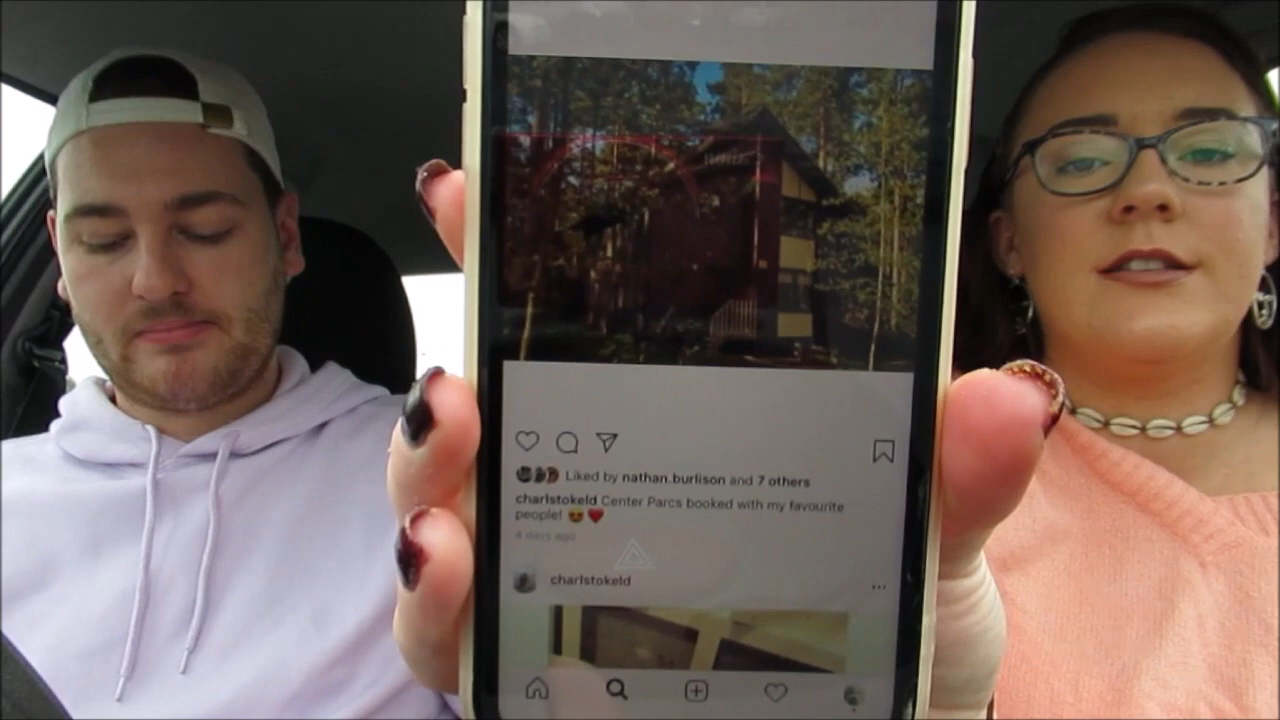 Liked by nathan.burlison and 7 others
charlstokeld Center Parcs booked with my favourite
people! 😍 ❤️
4 days ago
charlstokeld